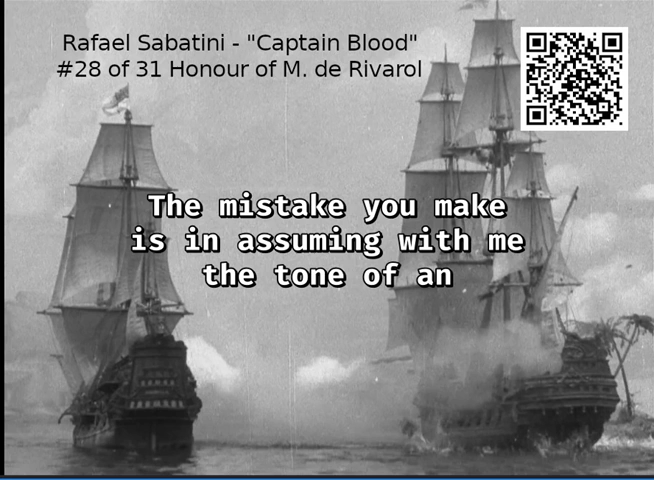 Rafael Sabatini - "Captain Blood"
#28 of 31 Honour of M. de Rivarol
The mistake you make
is in assuming with me
the tone of an